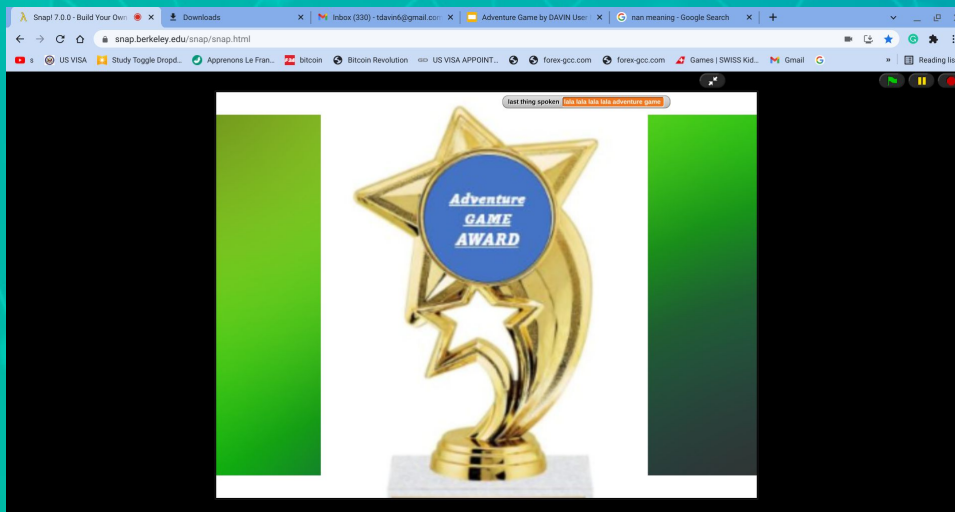 Snap! 7.0.0 - Build Your Own
Downloads
Inbox (330) - tdavin6@gmail.com
Adventure Game by DAVIN User
nan meaning - Google Search
snap.berkeley.edu/snap/snap.html
s
US VISA
Study Toggle Dropd...
Apprenons Le Fran...
bitcoin
Bitcoin Revolution
US VISA APPOINT...
forex-gcc.com
forex-gcc.com
Games | SWISS Kid...
Gmail
»
Reading lis
last thing spoken lala lala lala lala adventure game
Adventure
GAME
AWARD